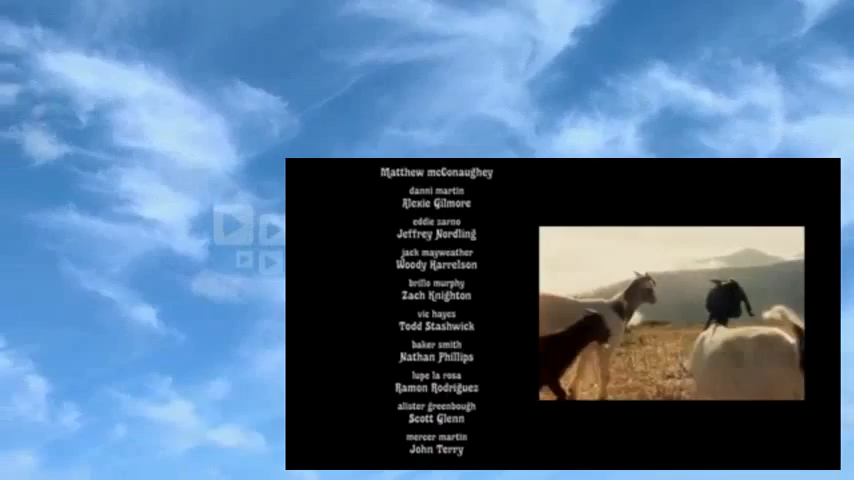 Matthew mcConaughey
danni martin
Alexie Gilmore
eddie zarno
Jeffrey Nordling
jack mayweather
Woody Harrelson
brillo murphy
Zach Knighton
vic hayes
Todd Stashwick
baker smith
Nathan Phillips
lupe la rosa
Ramon Rodriguez
alister greenbough
Scott Glenn
mercer martin
John Terry